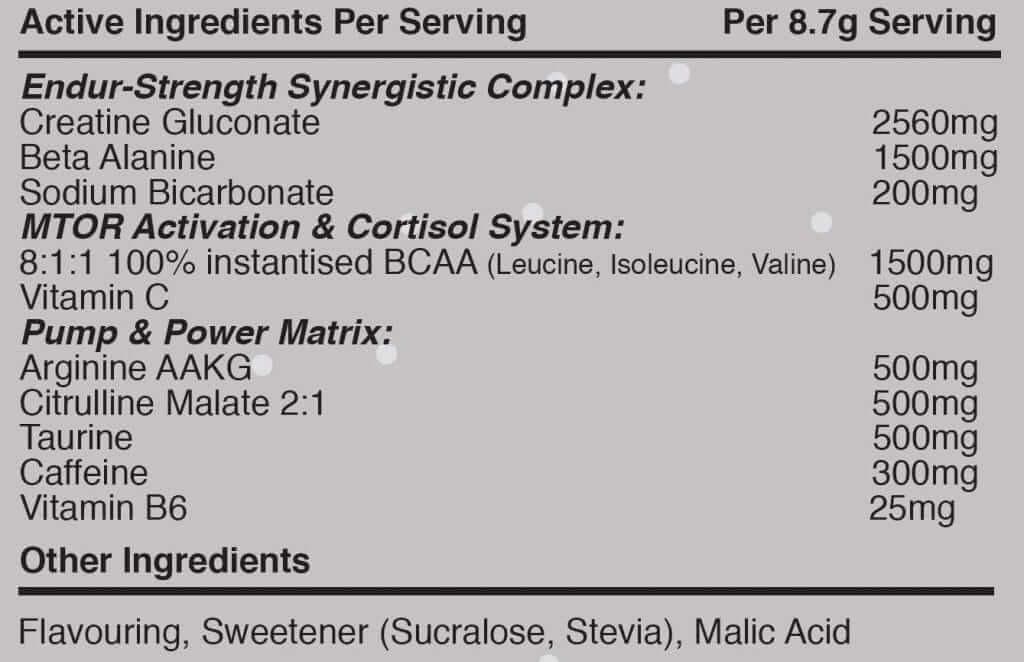 Active Ingredients Per Serving Per 8.7g Serving
Endur-Strength Synergistic Complex:
Creatine Gluconate 2560mg
Beta Alanine 1500mg
Sodium Bicarbonate 200mg
MTOR Activation & Cortisol System:
8:1:1 100% instantised BCAA (Leucine, Isoleucine, Valine) 1500mg
Vitamin C 500mg
Pump & Power Matrix:
Arginine AAKG 500mg
Citrulline Malate 2:1 500mg
Taurine 500mg
Caffeine 300mg
Vitamin B6 25mg
Other Ingredients
Flavouring, Sweetener (Sucralose, Stevia), Malic Acid